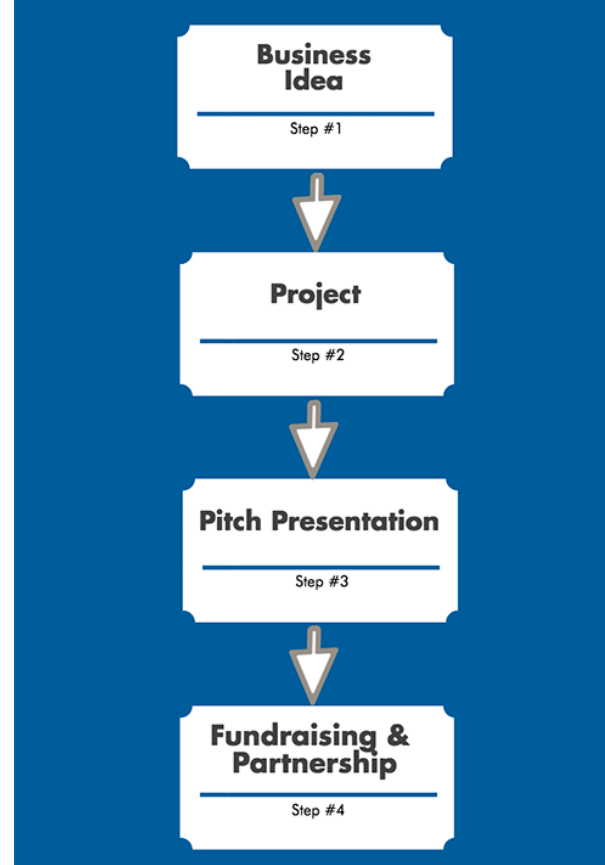 Business
Idea
Step #1
Project
Step #2
Pitch Presentation
Step #3
Fundraising &
Partnership
Step #4